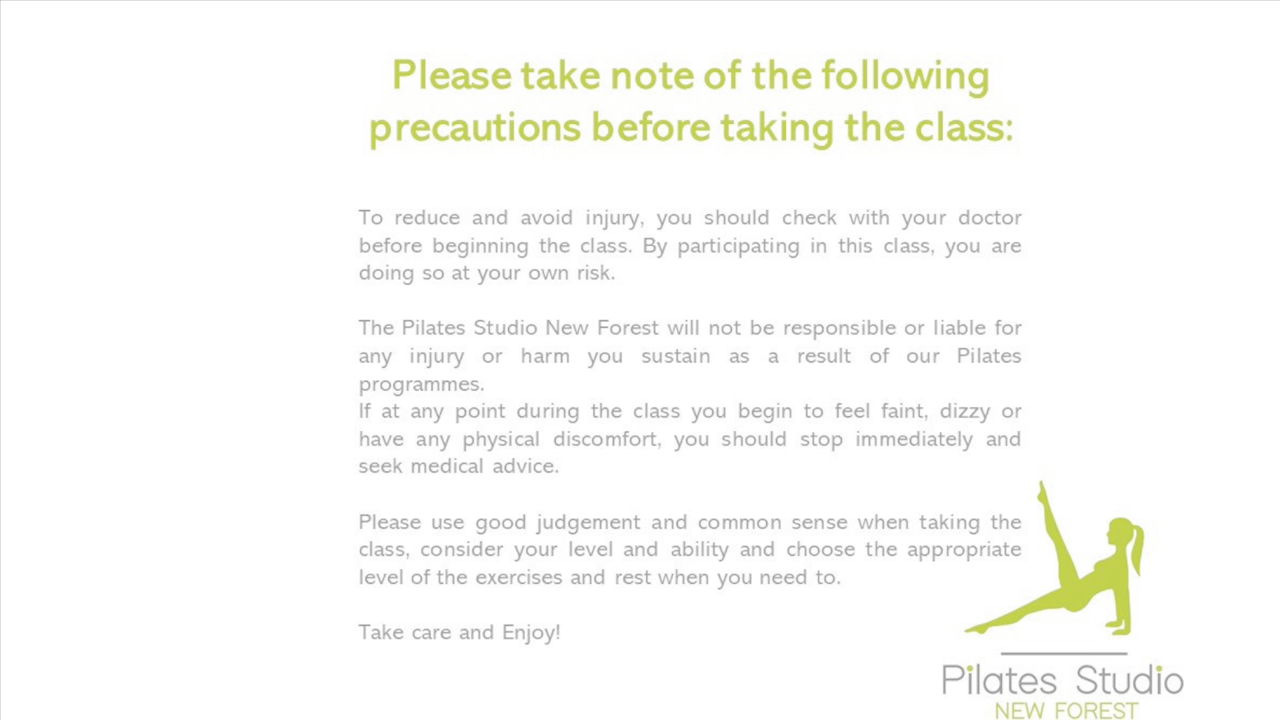 Please take note of the following
precautions before taking the class:
To reduce and avoid injury, you should check with your doctor
before beginning the class. By participating in this class, you are
doing so at your own risk.
The Pilates Studio New Forest will not be responsible or liable for
any injury or harm you sustain as a result of our Pilates
programmes.
If at any point during the class you begin to feel faint, dizzy or
have any physical discomfort, you should stop immediately and
seek medical advice.
Please use good judgement and common sense when taking the
class, consider your level and ability and choose the appropriate
level of the exercises and rest when you need to.
Take care and Enjoy!
Pilates Studio
NEW FOREST